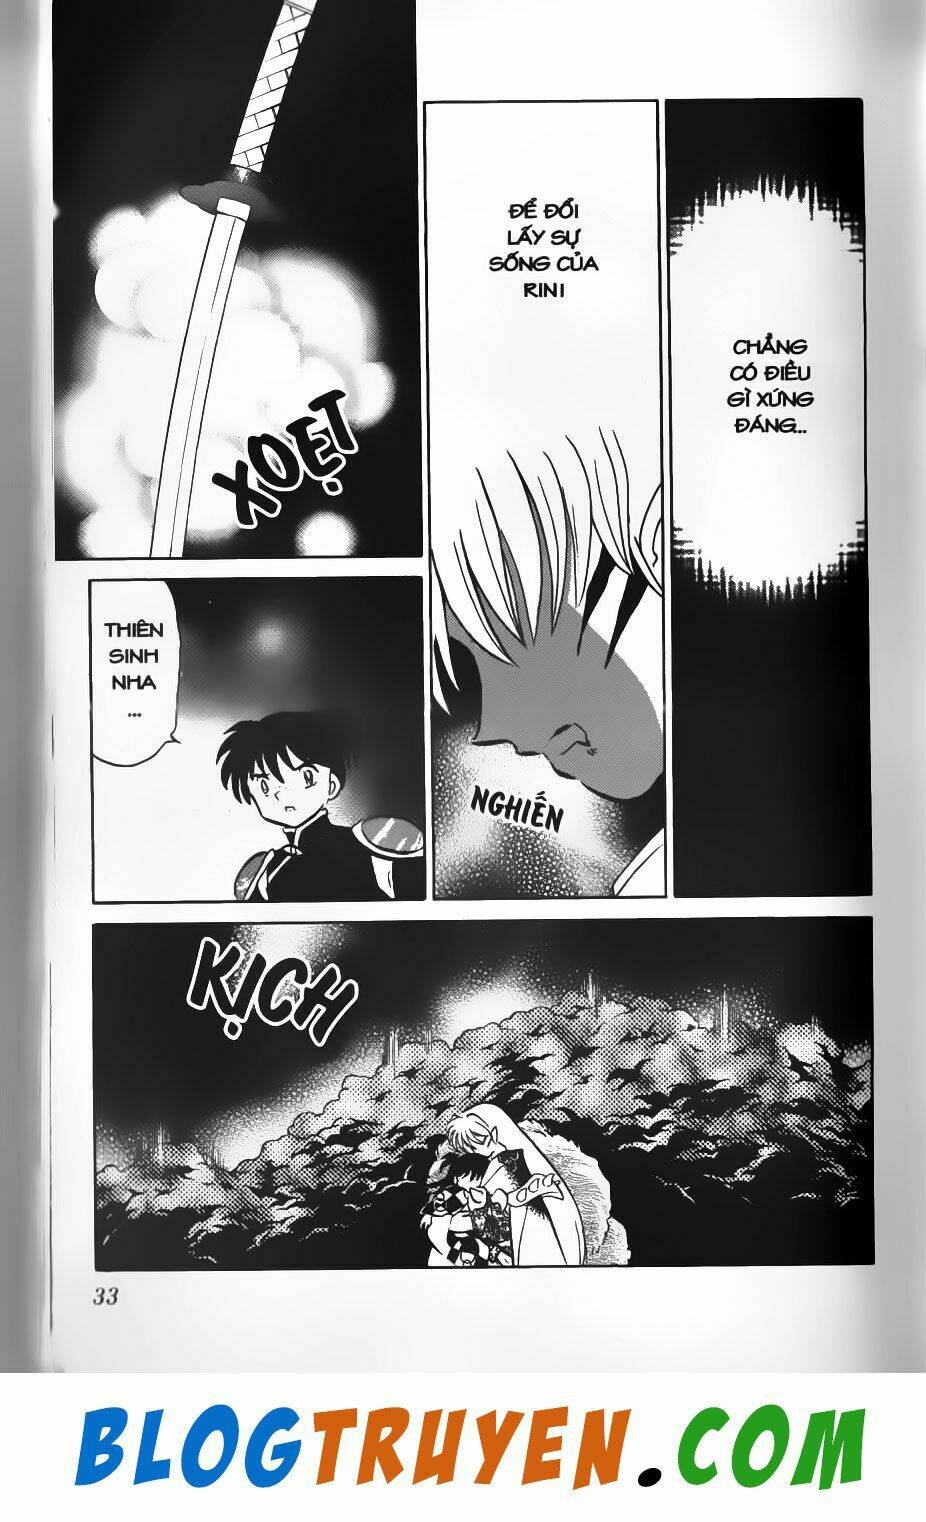 CHẲNG
CÓ ĐIỀU
GÌ XỨNG
ĐÁNG...
ĐỂ ĐỔI
LẤY SỰ
SỐNG CỦA
RINI
NGHIẾN
XOẸT
THIÊN
SINH
NHA
...
KỊCH
33
BLOGTRUYEN.COM